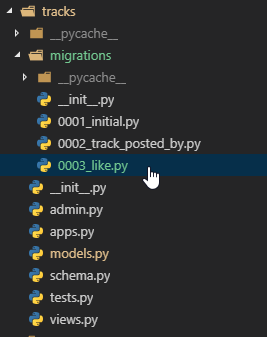 tracks
__pycache__
migrations
__pycache__
__init__.py
0001_initial.py
0002_track_posted_by.py
0003_like.py
__init__.py
admin.py
apps.py
models.py
schema.py
tests.py
views.py